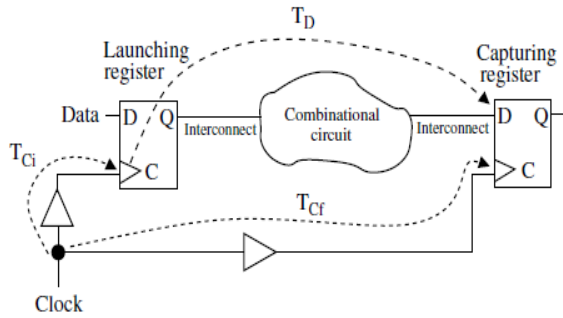 T_D
Launching
register
Capturing
register
Data
D
Q
Interconnect
Combinational
circuit
Interconnect
D
Q
T_Ci
C
C
T_Cf
Clock